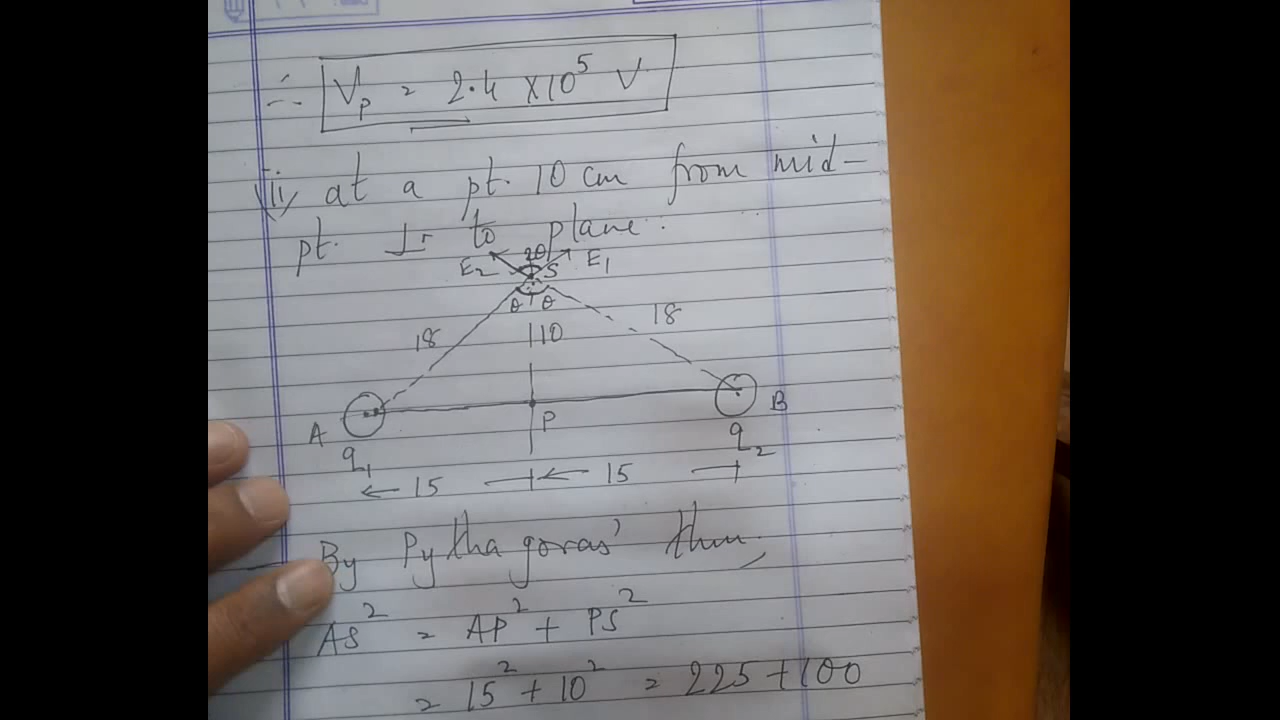 ∴ Vp = 2.4 × 10⁵ V
(ii) at a pt. 10 cm from mid-
pt. ⊥r to plane.
E₂ 2θ S E₁
θ θ
18 10 18
A P B
q₁ q₂
← 15 ← 15
By Pythagoras' thm,
AS² = AP² + PS²
= 15² + 10² = 225 + 100